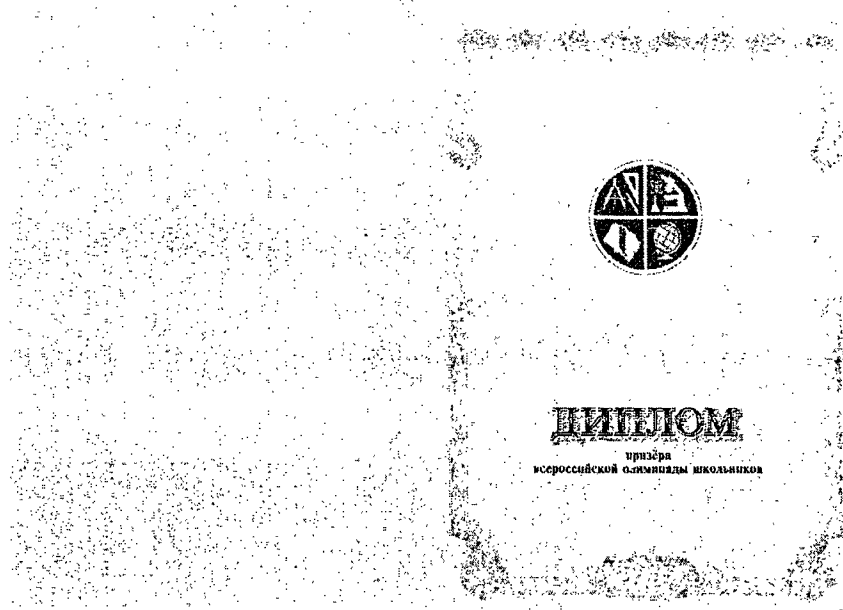 ДИПЛОМ
призёра
всероссийской олимпиады школьников